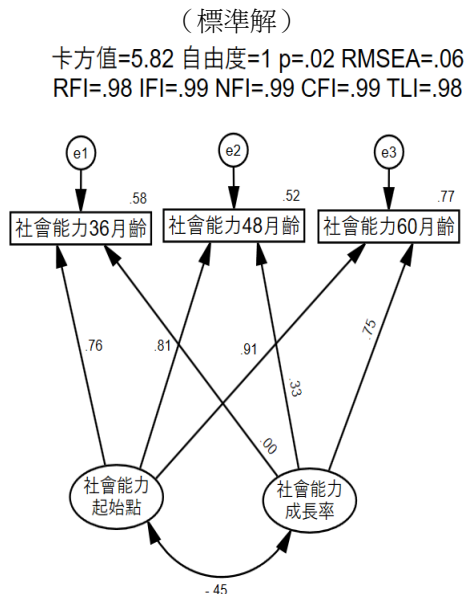 （標準解）
卡方值=5.82 自由度=1 p=.02 RMSEA=.06
RFI=.98 IFI=.99 NFI=.99 CFI=.99 TLI=.98
e1
e2
e3
.58
.52
.77
社會能力36月齡
社會能力48月齡
社會能力60月齡
.76
.81
.91
.75
.33
.00
社會能力
起始點
社會能力
成長率
-.45